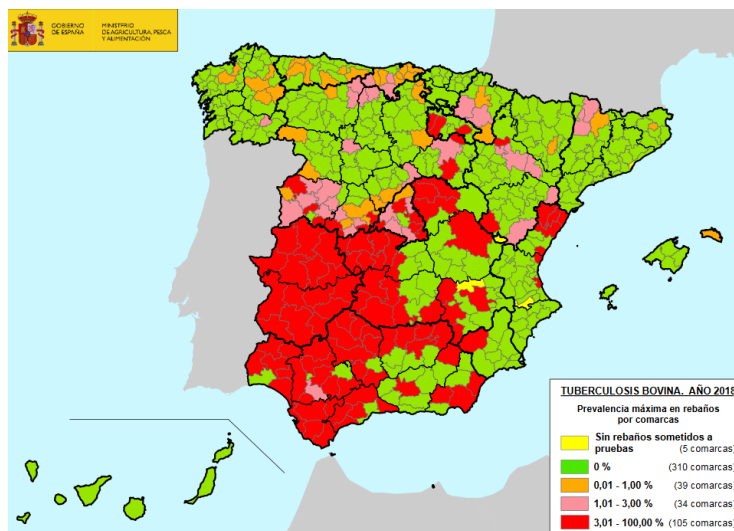 GOBIERNO
DE ESPAÑA
MINISTERIO
DE AGRICULTURA, PESCA
Y ALIMENTACIÓN
TUBERCULOSIS BOVINA. AÑO 2018
Prevalencia máxima en rebaños
por comarcas
Sin rebaños sometidos a
pruebas (5 comarcas)
0 % (310 comarcas)
0,01 - 1,00 % (39 comarcas)
1,01 - 3,00 % (34 comarcas)
3,01 - 100,00 % (105 comarcas)